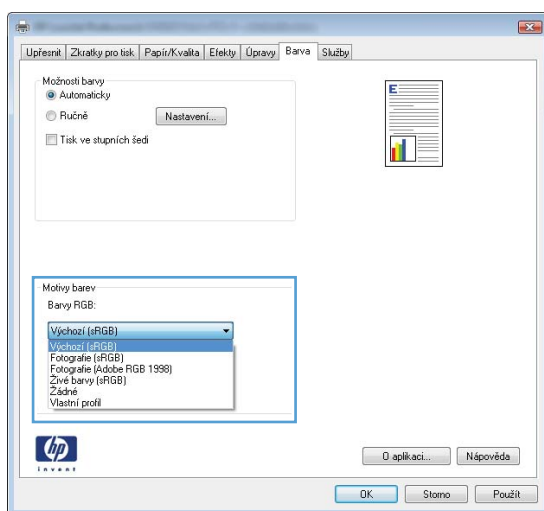 Upřesnit Zkratky pro tisk Papír/Kvalita Efekty Úpravy Barva Služby
Možnosti barvy
Automaticky
Ručně Nastavení...
Tisk ve stupních šedi
E
Motivy barev
Barvy RGB:
Výchozí (sRGB)
Výchozí (sRGB)
Fotografie (sRGB)
Fotografie (Adobe RGB 1998)
Živé barvy (sRGB)
Žádné
Vlastní profil
hp
invent
O aplikaci... Nápověda
OK Storno Použít